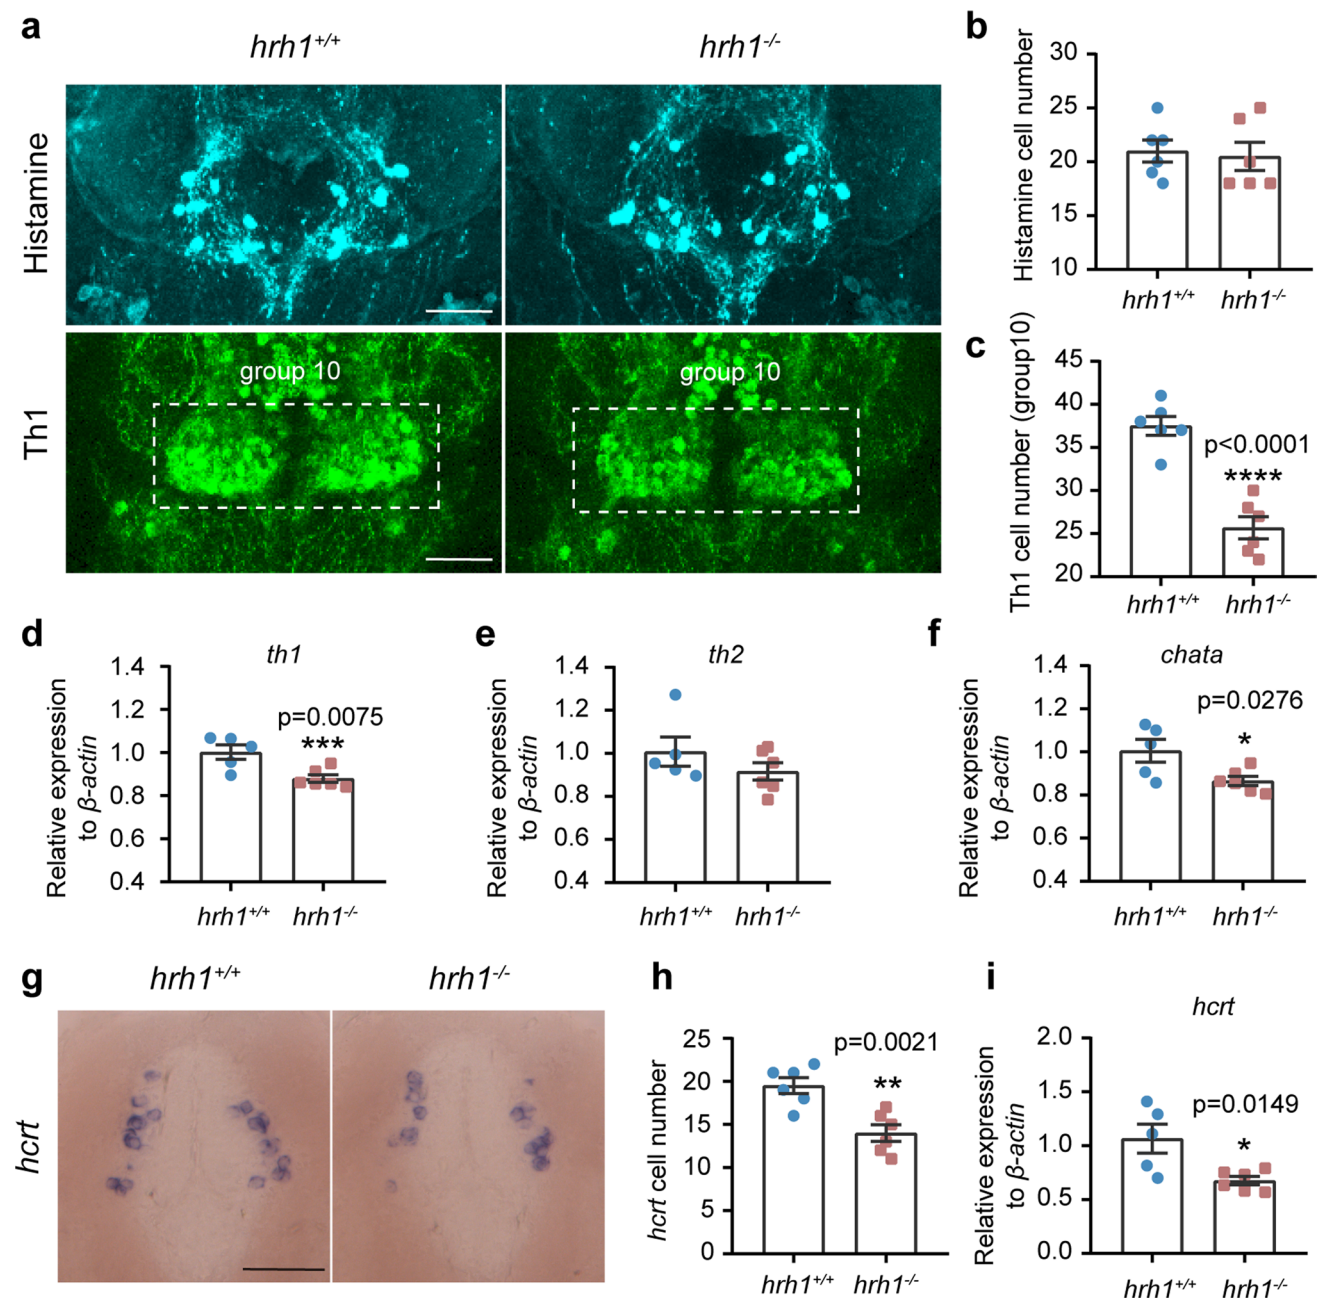 a
hrh1+/+
hrh1-/-
Histamine
Th1
group 10
group 10
b
Histamine cell number
30
25
20
15
10
hrh1+/+
hrh1-/-
c
Th1 cell number (group10)
45
40
35
30
25
20
p<0.0001
****
hrh1+/+
hrh1-/-
d
th1
Relative expression
to β-actin
1.4
1.2
1.0
0.8
0.6
0.4
p=0.0075
***
hrh1+/+
hrh1-/-
e
th2
Relative expression
to β-actin
1.4
1.2
1.0
0.8
0.6
0.4
hrh1+/+
hrh1-/-
f
chata
Relative expression
to β-actin
1.4
1.2
1.0
0.8
0.6
0.4
p=0.0276
*
hrh1+/+
hrh1-/-
g
hrh1+/+
hrh1-/-
hcrt
h
hcrt cell number
25
20
15
10
5
0
p=0.0021
**
hrh1+/+
hrh1-/-
i
hcrt
Relative expression
to β-actin
2.0
1.5
1.0
0.5
0.0
p=0.0149
*
hrh1+/+
hrh1-/-